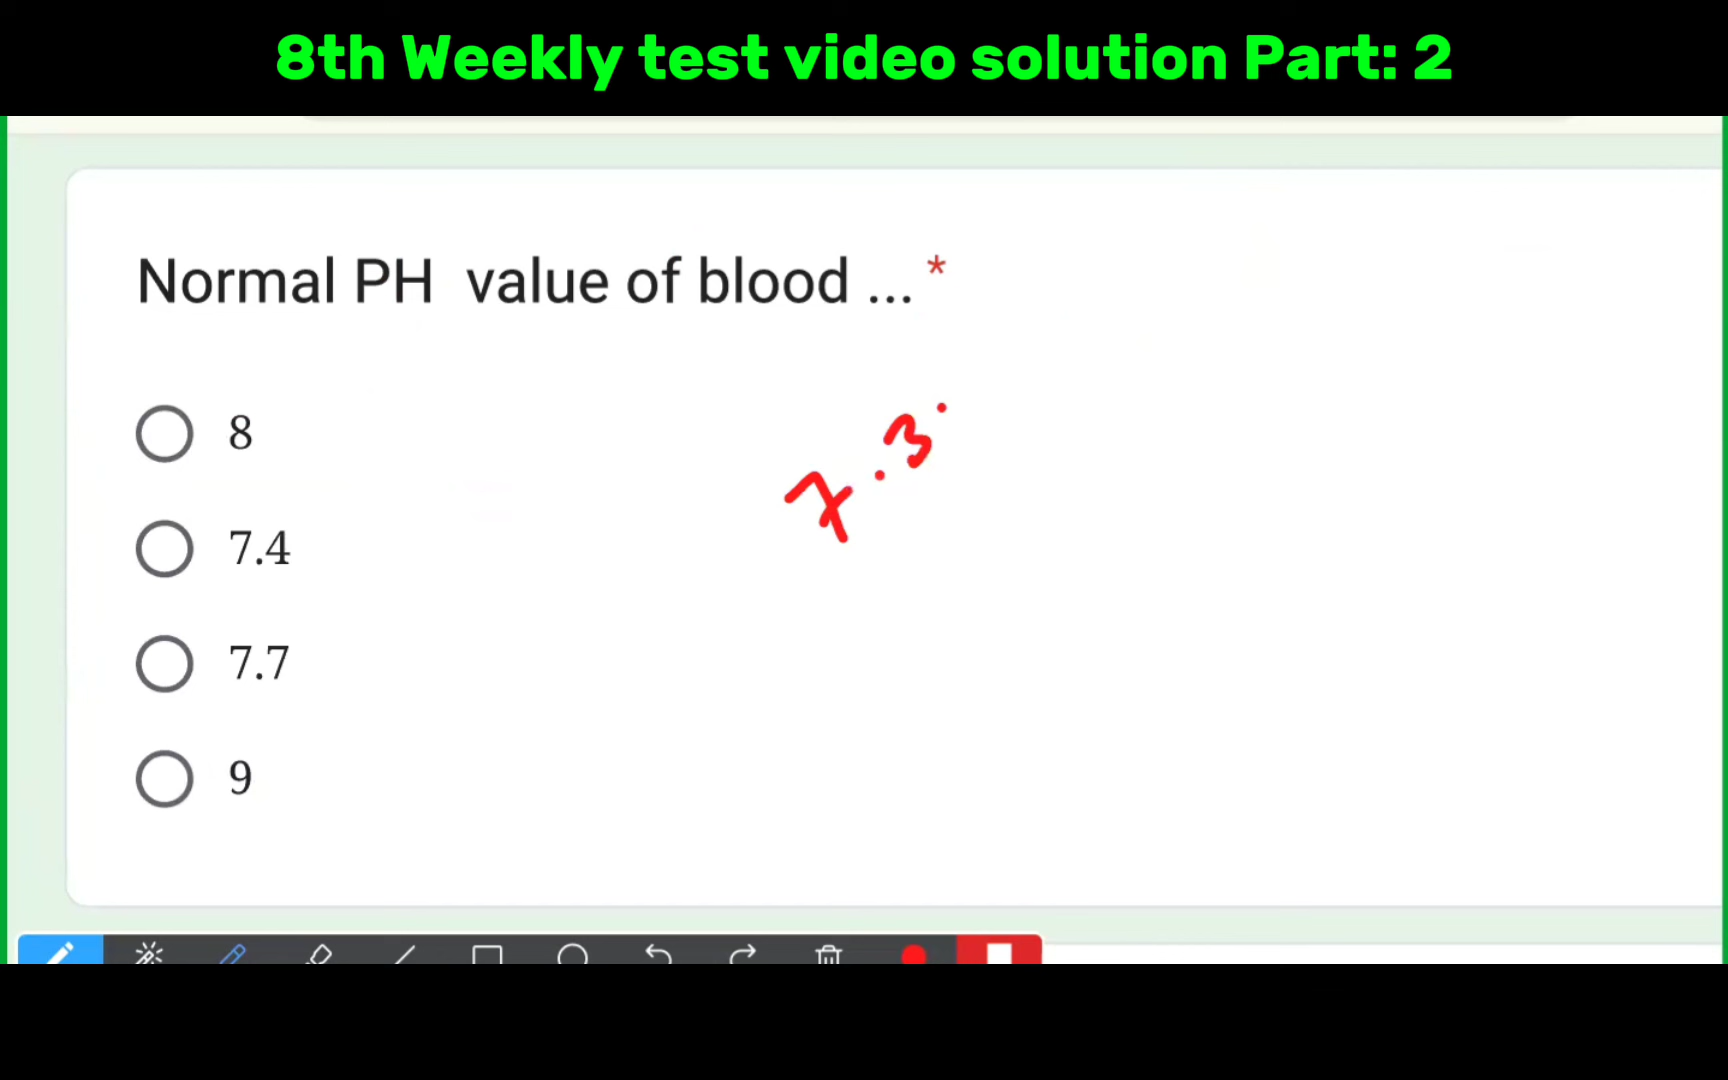 8th Weekly test video solution Part: 2
Normal PH value of blood ... *
8
7.3.
7.4
7.7
9